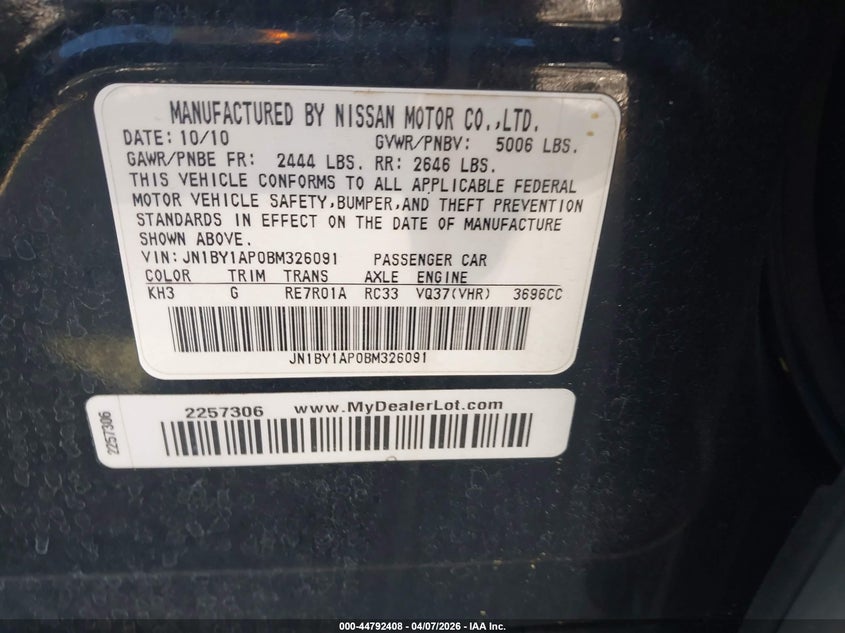 MANUFACTURED BY NISSAN MOTOR CO.,LTD.
DATE: 10/10 GVWR/PNBV: 5006 LBS.
GAWR/PNBE FR: 2444 LBS. RR: 2646 LBS.
THIS VEHICLE CONFORMS TO ALL APPLICABLE FEDERAL
MOTOR VEHICLE SAFETY,BUMPER,AND THEFT PREVENTION
STANDARDS IN EFFECT ON THE DATE OF MANUFACTURE
SHOWN ABOVE.
VIN: JN1BY1AP0BM326091 PASSENGER CAR
COLOR TRIM TRANS AXLE ENGINE
KH3 G RE7R01A RC33 VQ37(VHR) 3696CC
JN1BY1AP0BM326091
2257306 www.MyDealerLot.com
2257306
000-44792408 - 04/07/2026 - IAA Inc.